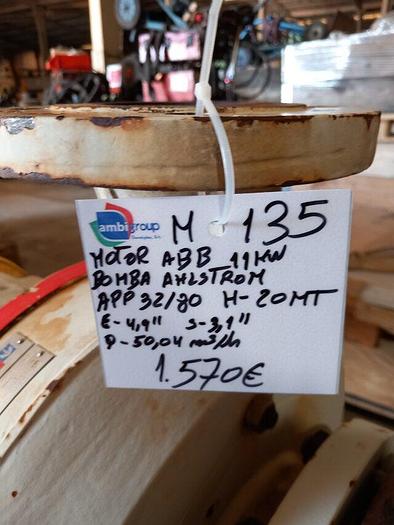 ambigroup
M - 135
MOTOR ABB 11KW
BOMBA AHLSTROM
APP 32/80 H-20MT
E-4,9" S-3,9"
P-50,04 m³/h
1.570€